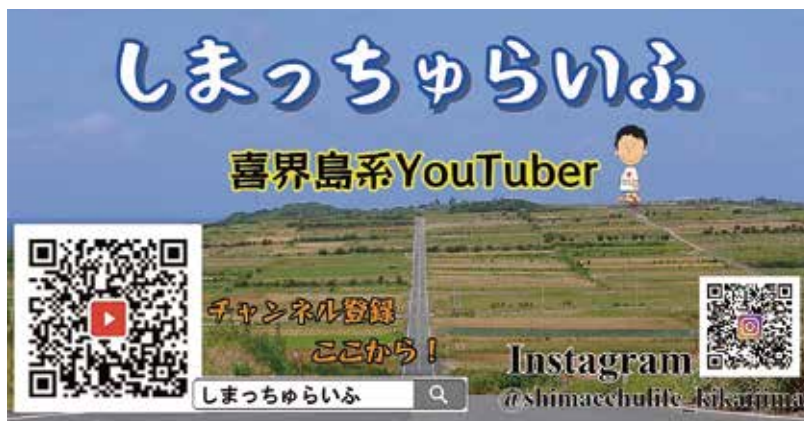 しまっちゅらいふ
喜界島系YouTuber
チャンネル登録
ここから！
しまっちゅらいふ
Instagram
@shimacchulife_kikaijima